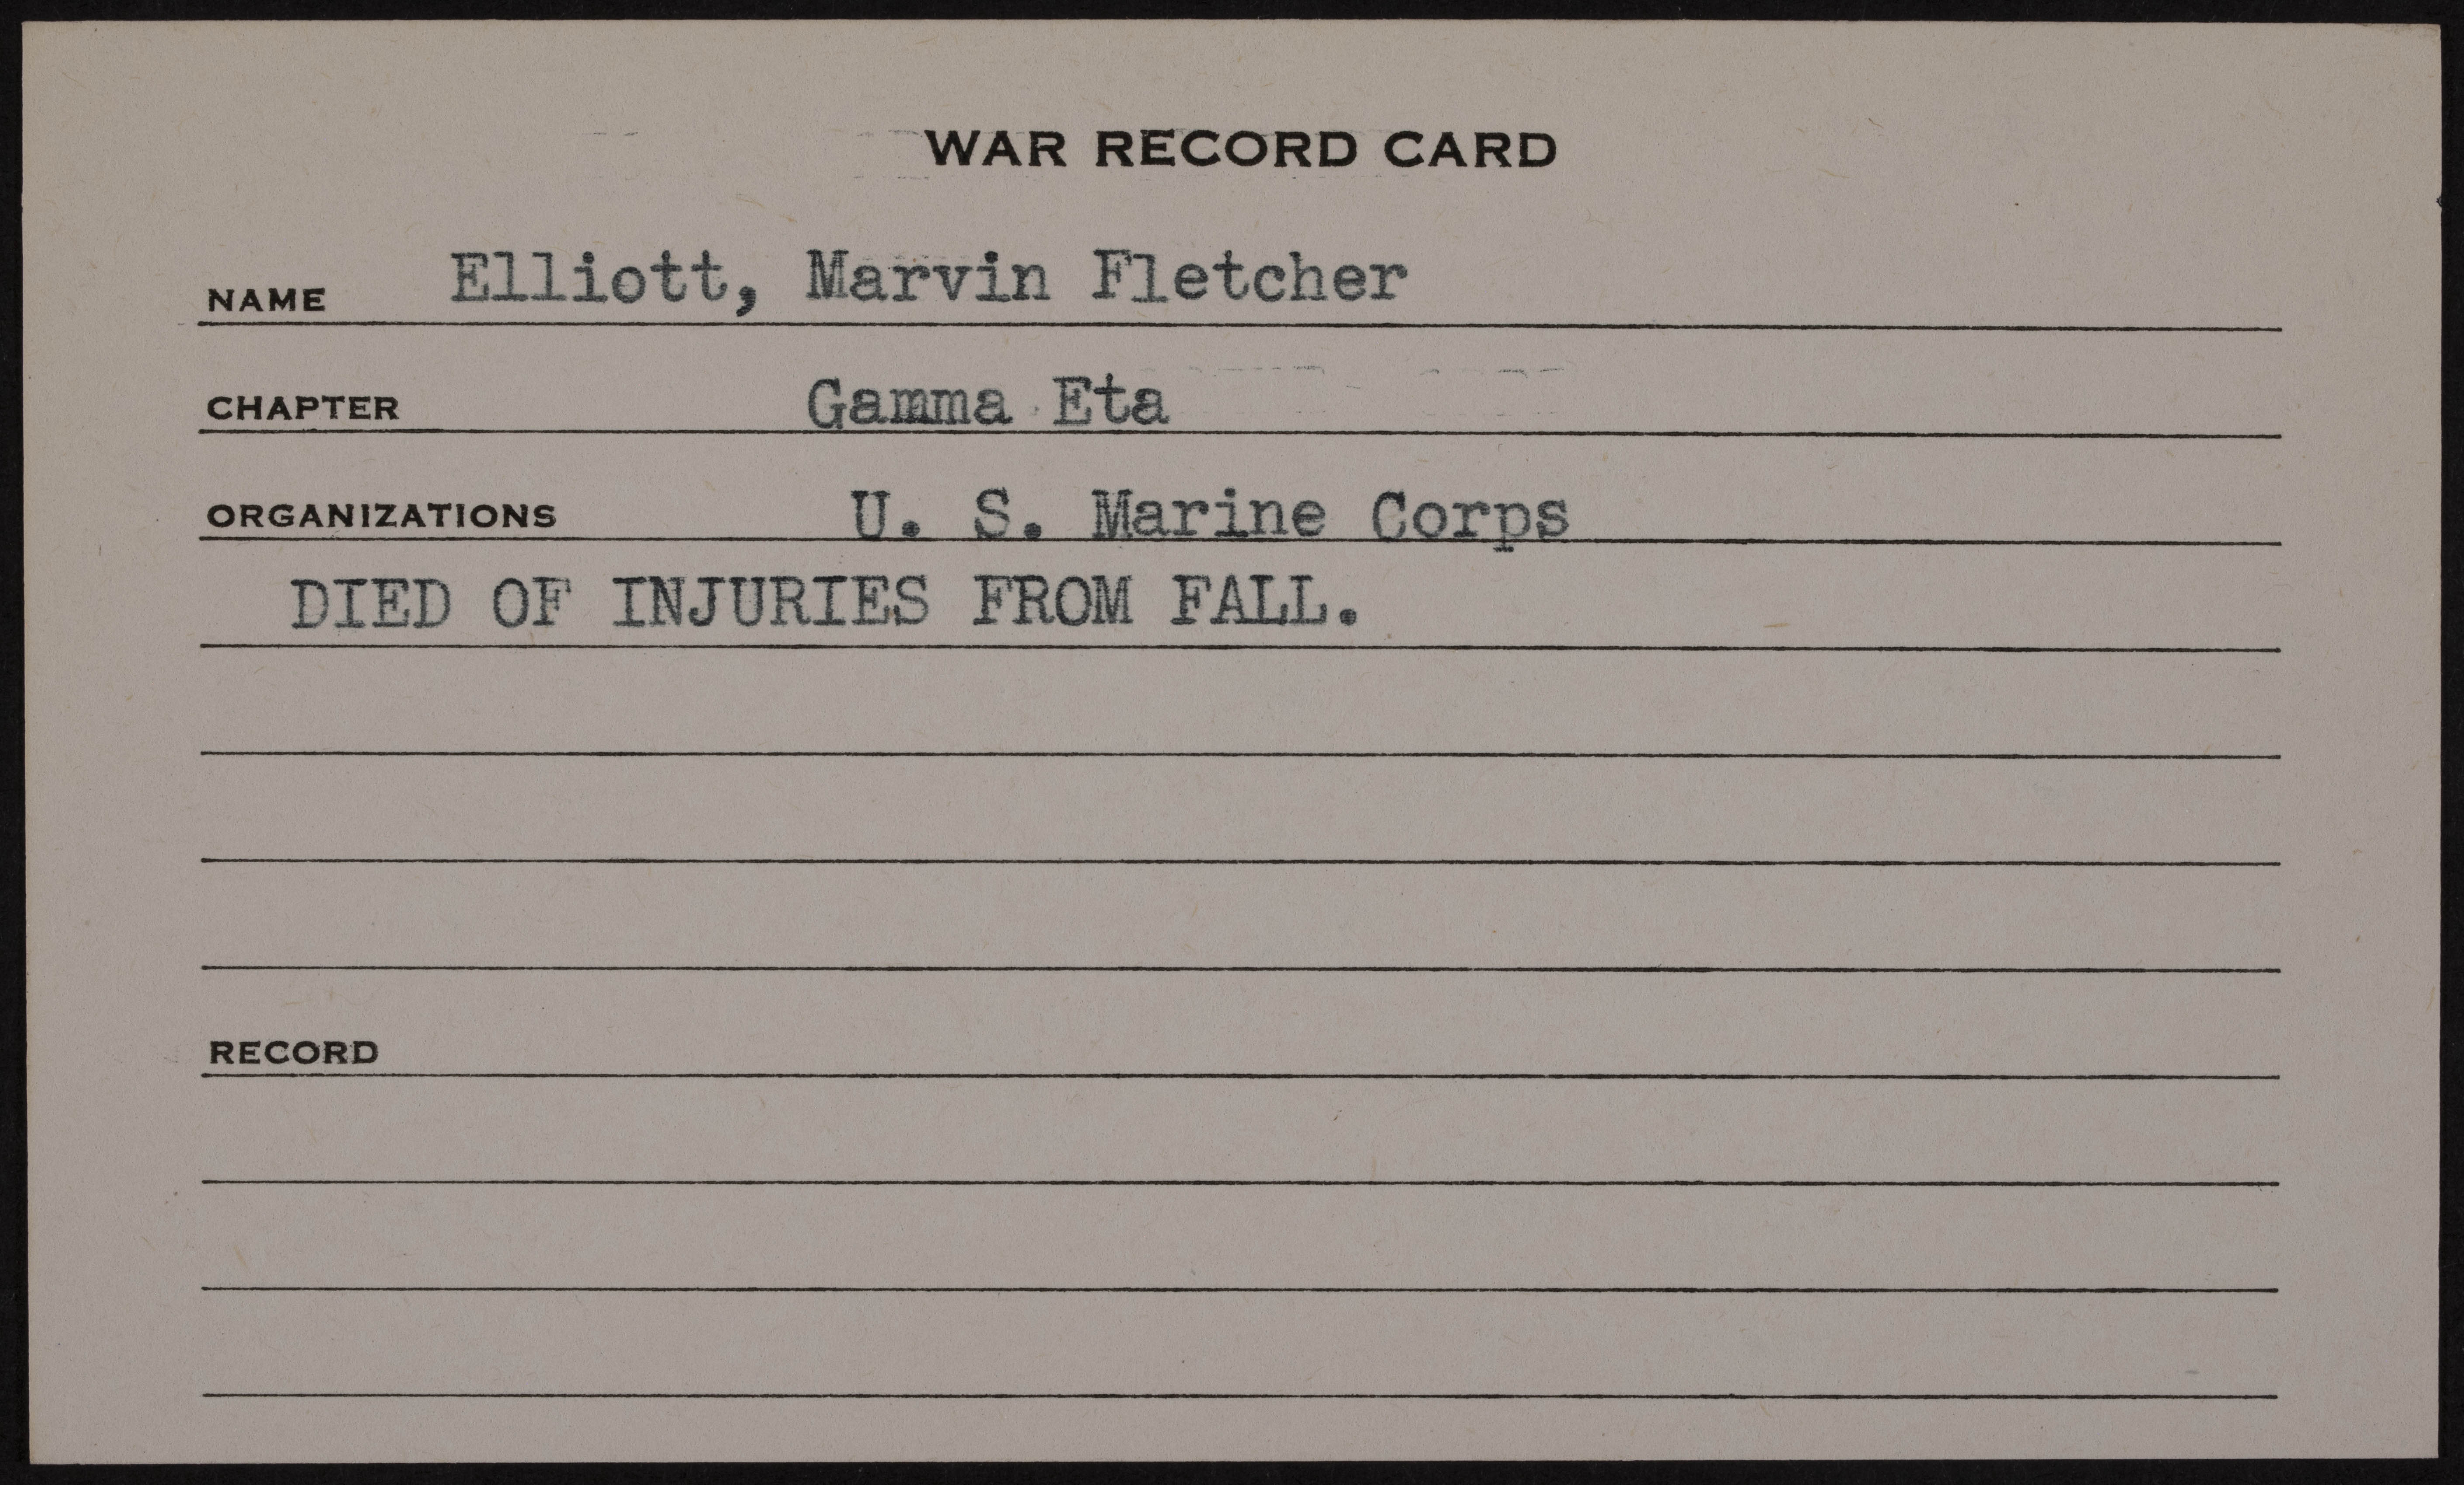 WAR RECORD CARD
NAME Elliott, Marvin Fletcher
CHAPTER Gamma Eta
ORGANIZATIONS U. S. Marine Corps
DIED OF INJURIES FROM FALL.
RECORD